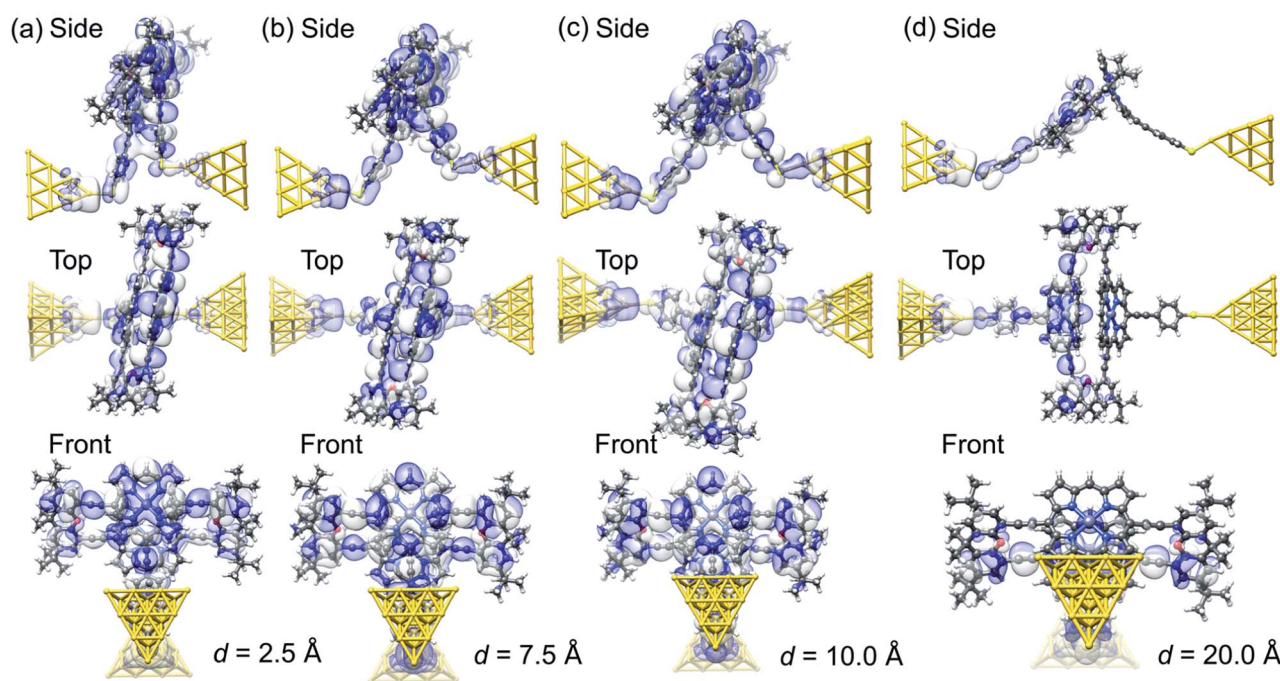 (a) Side
(b) Side
(c) Side
(d) Side
Top
Top
Top
Top
Front
Front
Front
Front
d = 2.5 Å
d = 7.5 Å
d = 10.0 Å
d = 20.0 Å